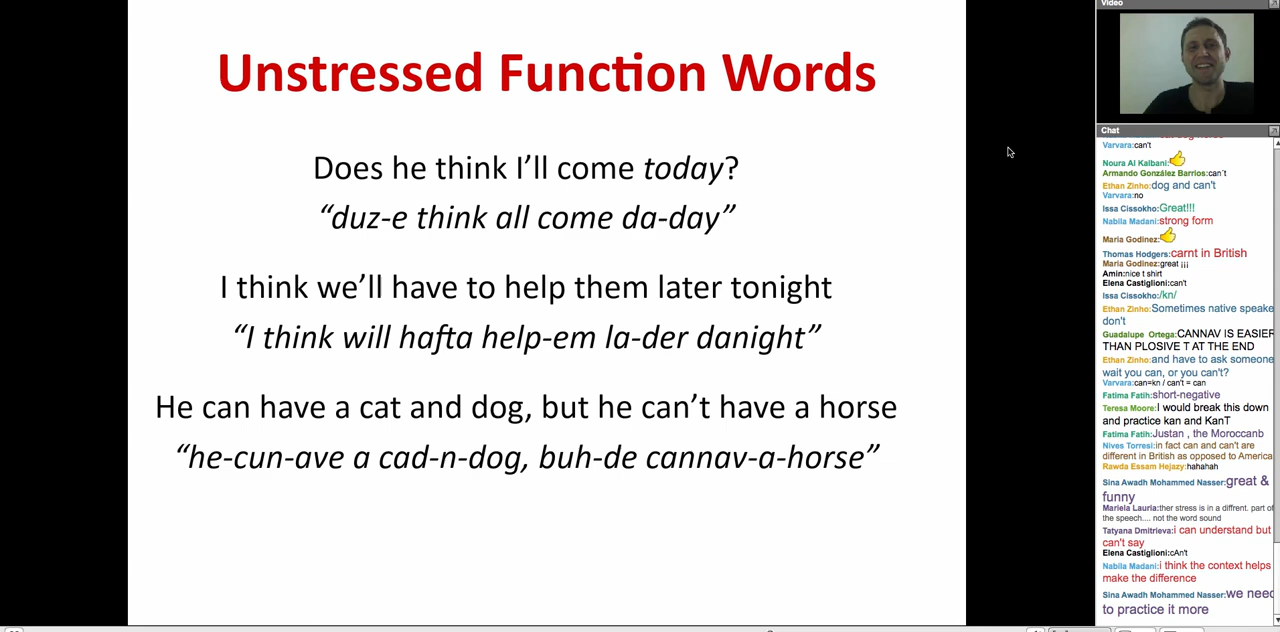 Unstressed Function Words
Does he think I'll come today?
“duz-e think all come da-day”
I think we'll have to help them later tonight
“I think will hafta help-em la-der danight”
He can have a cat and dog, but he can't have a horse
“he-cun-ave a cad-n-dog, buh-de cannav-a-horse”
Video
Chat
Varvara:can't
Noura Al Kalbani:
Armando González Barrios:can´t
Ethan Zinho:dog and can't
Varvara:no
Issa Cissokho:Great!!!
Nabila Madani:strong form
Maria Godinez:
Thomas Hodgers:carnt in British
Maria Godinez:great ¡¡¡
Amin:nice t shirt
Elena Castiglioni:can't
Issa Cissokho:/kn/
Ethan Zinho:Sometimes native speake
don't
Guadalupe Ortega:CANNAV IS EASIER
THAN PLOSIVE T AT THE END
Ethan Zinho:and have to ask someone
wait you can, or you can't?
Varvara:can=kn / can't = can
Fatima Fatih:short-negative
Teresa Moore:I would break this down
and practice kan and KanT
Fatima Fatih:Justan , the Moroccanb
Nives Torresi:in fact can and can't are
different in British as opposed to America
Rawda Essam Hejazy:hahahah
Sina Awadh Mohammed Nasser:great &
funny
Mariela Lauria:ther stress is in a diffrent. part of
the speech.... not the word sound
Tatyana Dmitrieva:i can understand but
can't say
Elena Castiglioni:cAn't
Nabila Madani:i think the context helps
make the difference
Sina Awadh Mohammed Nasser:we need
to practice it more